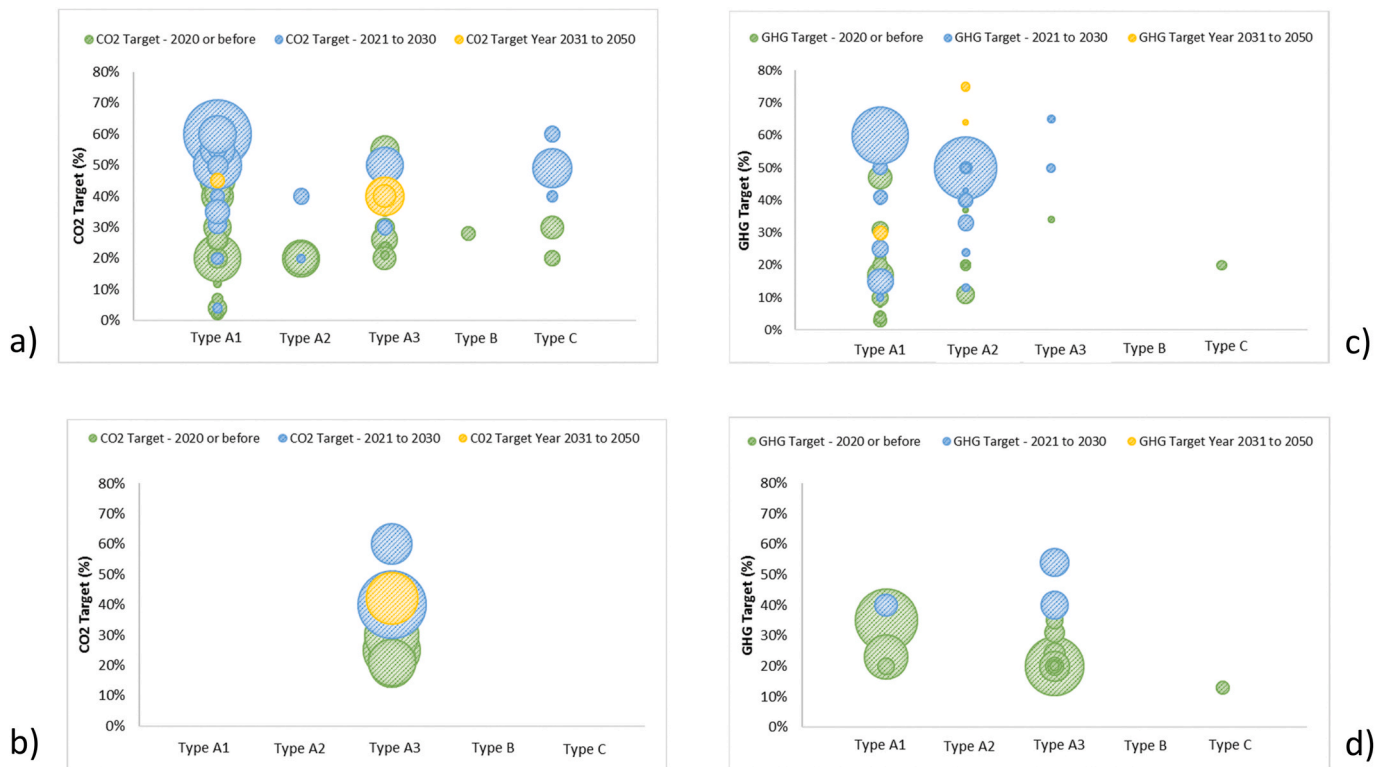 CO2 Target - 2020 or before CO2 Target - 2021 to 2030 C02 Target Year 2031 to 2050
80%
70%
60%
50%
40%
30%
20%
10%
0%
CO2 Target (%)
Type A1 Type A2 Type A3 Type B Type C
a)
GHG Target - 2020 or before GHG Target - 2021 to 2030 GHG Target Year 2031 to 2050
80%
70%
60%
50%
40%
30%
20%
10%
0%
GHG Target (%)
Type A1 Type A2 Type A3 Type B Type C
c)
CO2 Target - 2020 or before CO2 Target - 2021 to 2030 C02 Target Year 2031 to 2050
80%
70%
60%
50%
40%
30%
20%
10%
0%
CO2 Target (%)
Type A1 Type A2 Type A3 Type B Type C
b)
GHG Target - 2020 or before GHG Target - 2021 to 2030 GHG Target Year 2031 to 2050
80%
70%
60%
50%
40%
30%
20%
10%
0%
GHG Target (%)
Type A1 Type A2 Type A3 Type B Type C
d)